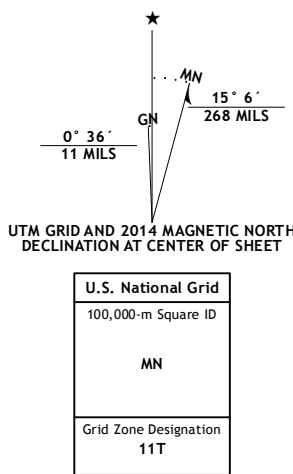 MN
GN
15° 6´
268 MILS
0° 36´
11 MILS
UTM GRID AND 2014 MAGNETIC NORTH
DECLINATION AT CENTER OF SHEET
U.S. National Grid
100,000-m Square ID
MN
Grid Zone Designation
11T